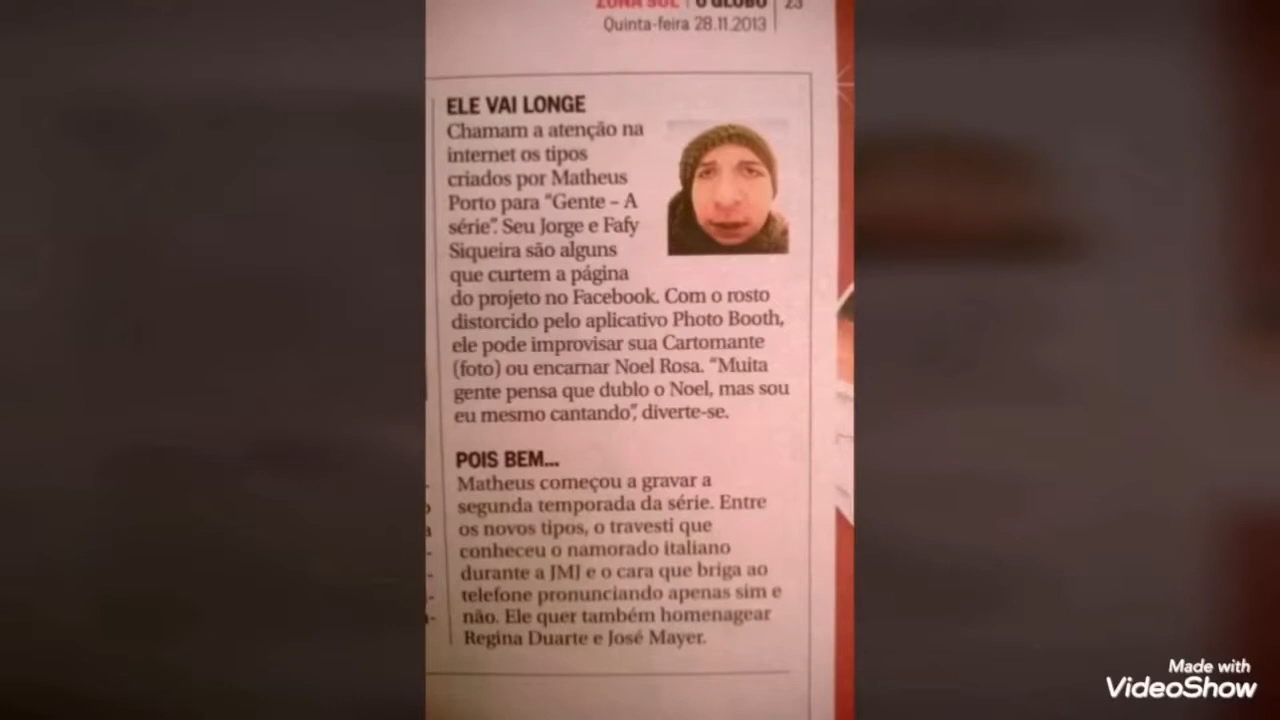 ZONA SUL | O GLOBO | 23
Quinta-feira 28.11.2013
ELE VAI LONGE
Chamam a atenção na
internet os tipos
criados por Matheus
Porto para “Gente – A
série”. Seu Jorge e Fafy
Siqueira são alguns
que curtem a página
do projeto no Facebook. Com o rosto
distorcido pelo aplicativo Photo Booth,
ele pode improvisar sua Cartomante
(foto) ou encarnar Noel Rosa. “Muita
gente pensa que dublo o Noel, mas sou
eu mesmo cantando”, diverte-se.
POIS BEM...
Matheus começou a gravar a
segunda temporada da série. Entre
os novos tipos, o travesti que
conheceu o namorado italiano
durante a JMJ e o cara que briga ao
telefone pronunciando apenas sim e
não. Ele quer também homenagear
Regina Duarte e José Mayer.
Made with
VideoShow